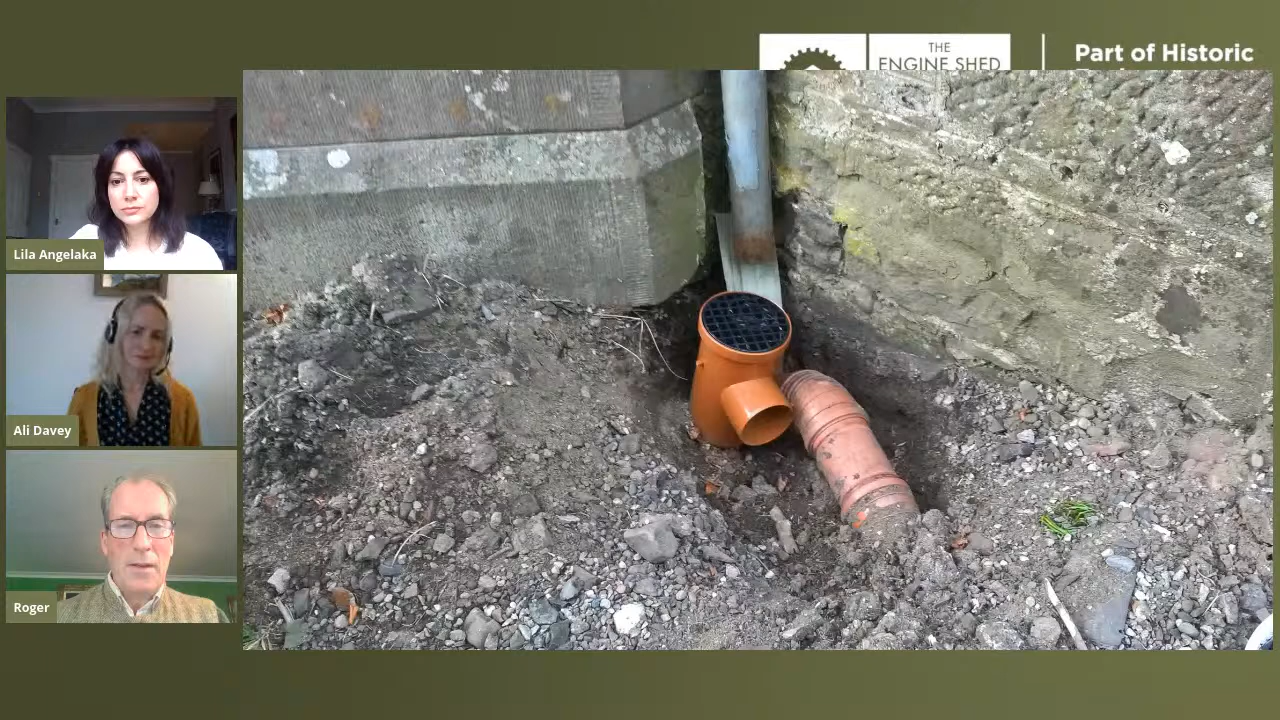 THE
ENGINE SHED
Part of Historic
Lila Angelaka
Ali Davey
Roger